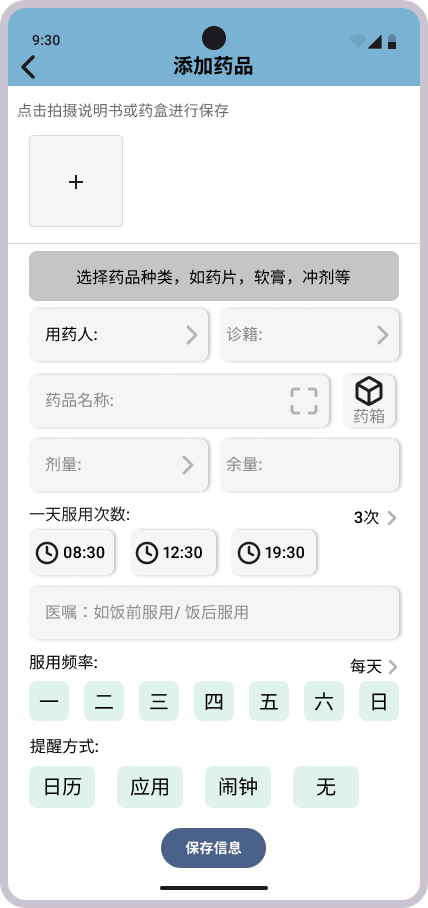 9:30
添加药品
点击拍摄说明书或药盒进行保存
+
选择药品种类，如药片，软膏，冲剂等
用药人:
诊籍:
药品名称:
药箱
剂量:
余量:
一天服用次数:
3次
08:30
12:30
19:30
医嘱：如饭前服用/ 饭后服用
服用频率:
每天
一 二 三 四 五 六 日
提醒方式:
日历 应用 闹钟 无
保存信息